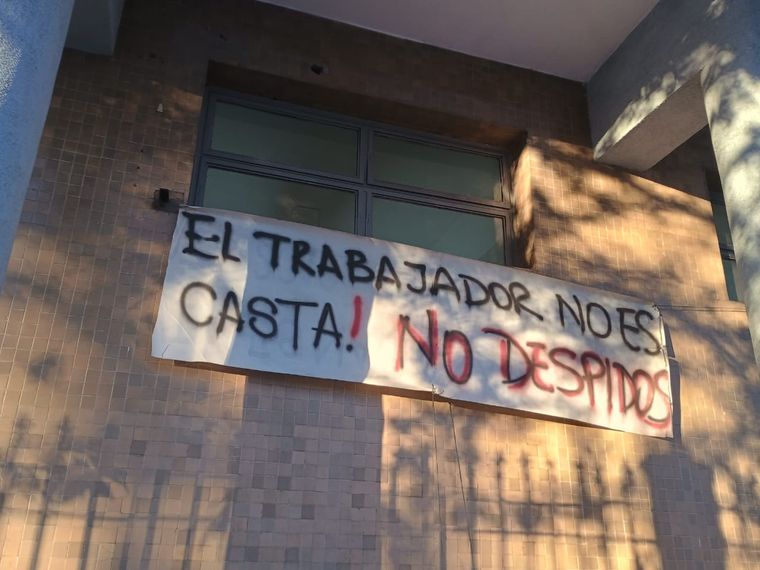 EL TRABAJADOR NO ES
CASTA! NO DESPIDOS